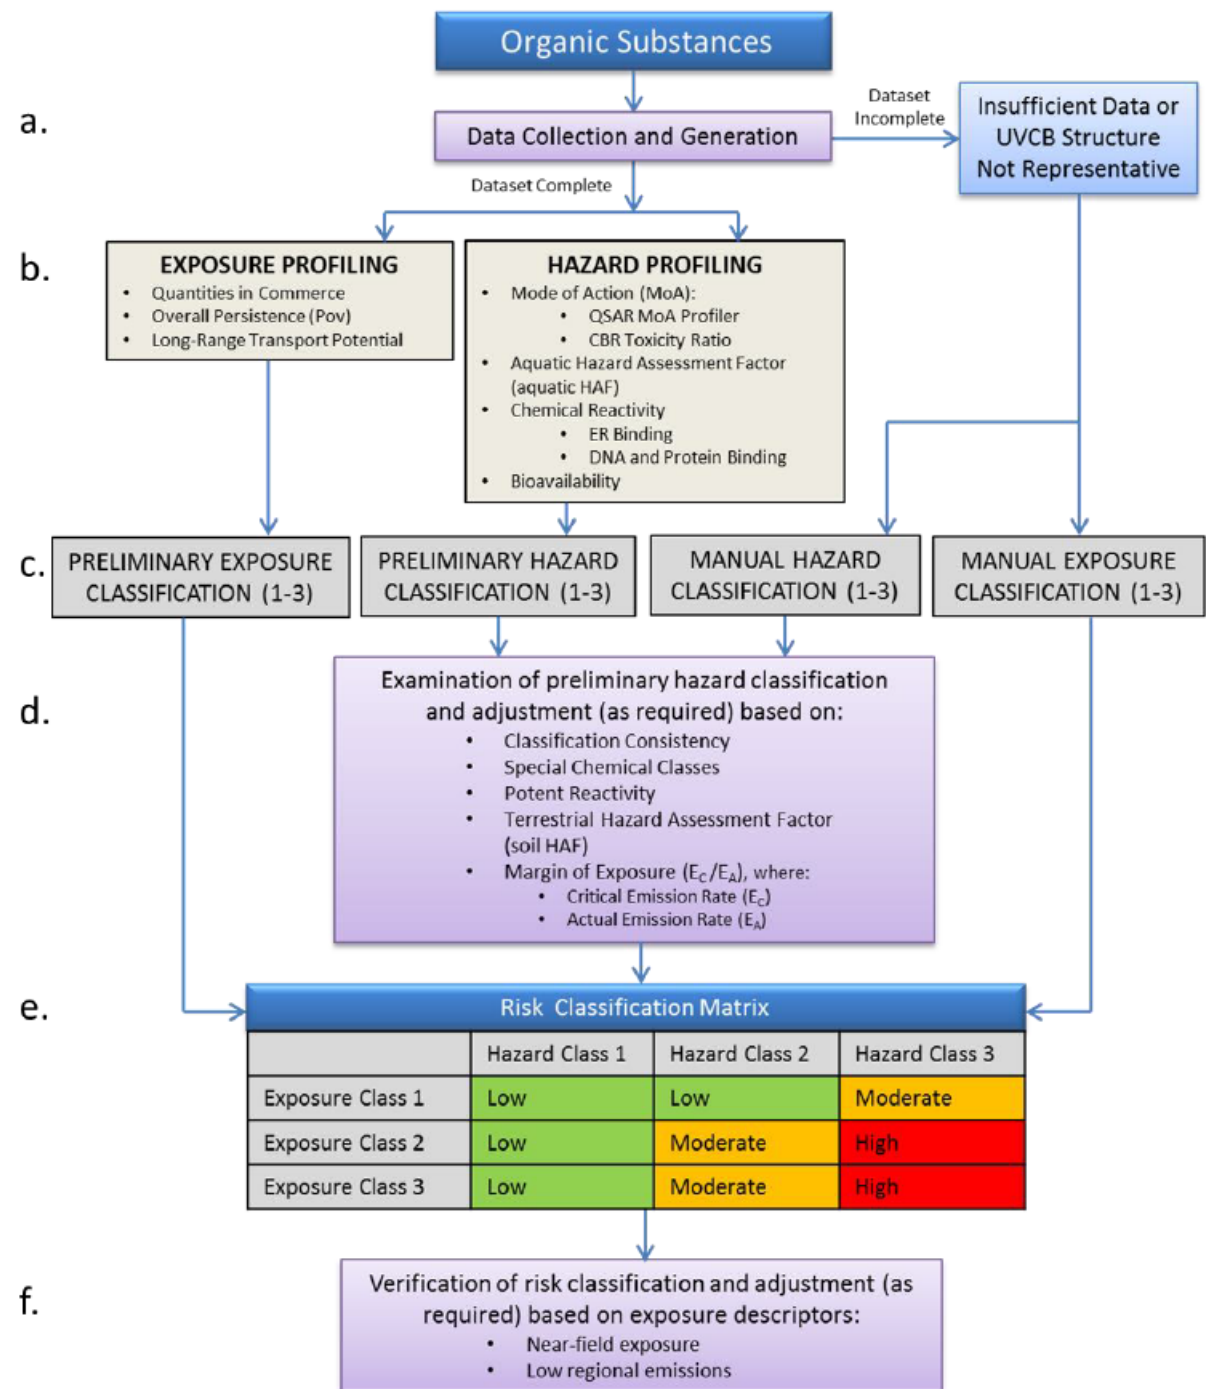 Organic Substances
a.
Data Collection and Generation
Dataset
Incomplete
Insufficient Data or
UVCB Structure
Not Representative
Dataset Complete
b.
EXPOSURE PROFILING
• Quantities in Commerce
• Overall Persistence (Pov)
• Long-Range Transport Potential
HAZARD PROFILING
• Mode of Action (MoA):
• QSAR MoA Profiler
• CBR Toxicity Ratio
• Aquatic Hazard Assessment Factor
(aquatic HAF)
• Chemical Reactivity
• ER Binding
• DNA and Protein Binding
• Bioavailability
c.
PRELIMINARY EXPOSURE
CLASSIFICATION (1-3)
PRELIMINARY HAZARD
CLASSIFICATION (1-3)
MANUAL HAZARD
CLASSIFICATION (1-3)
MANUAL EXPOSURE
CLASSIFICATION (1-3)
d.
Examination of preliminary hazard classification
and adjustment (as required) based on:
• Classification Consistency
• Special Chemical Classes
• Potent Reactivity
• Terrestrial Hazard Assessment Factor
(soil HAF)
• Margin of Exposure (EC/EA), where:
• Critical Emission Rate (EC)
• Actual Emission Rate (EA)
e.
Risk Classification Matrix
Hazard Class 1 Hazard Class 2 Hazard Class 3
Exposure Class 1 Low Low Moderate
Exposure Class 2 Low Moderate High
Exposure Class 3 Low Moderate High
f.
Verification of risk classification and adjustment (as
required) based on exposure descriptors:
• Near-field exposure
• Low regional emissions